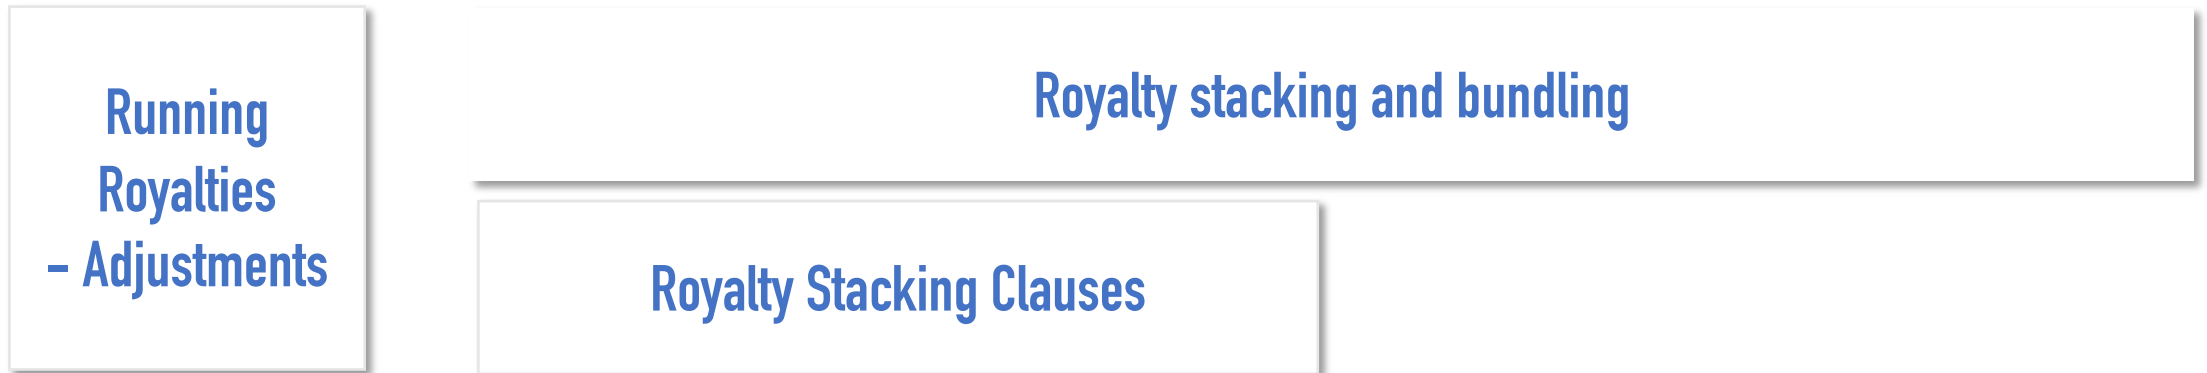 Running
Royalties
– Adjustments
Royalty stacking and bundling
Royalty Stacking Clauses